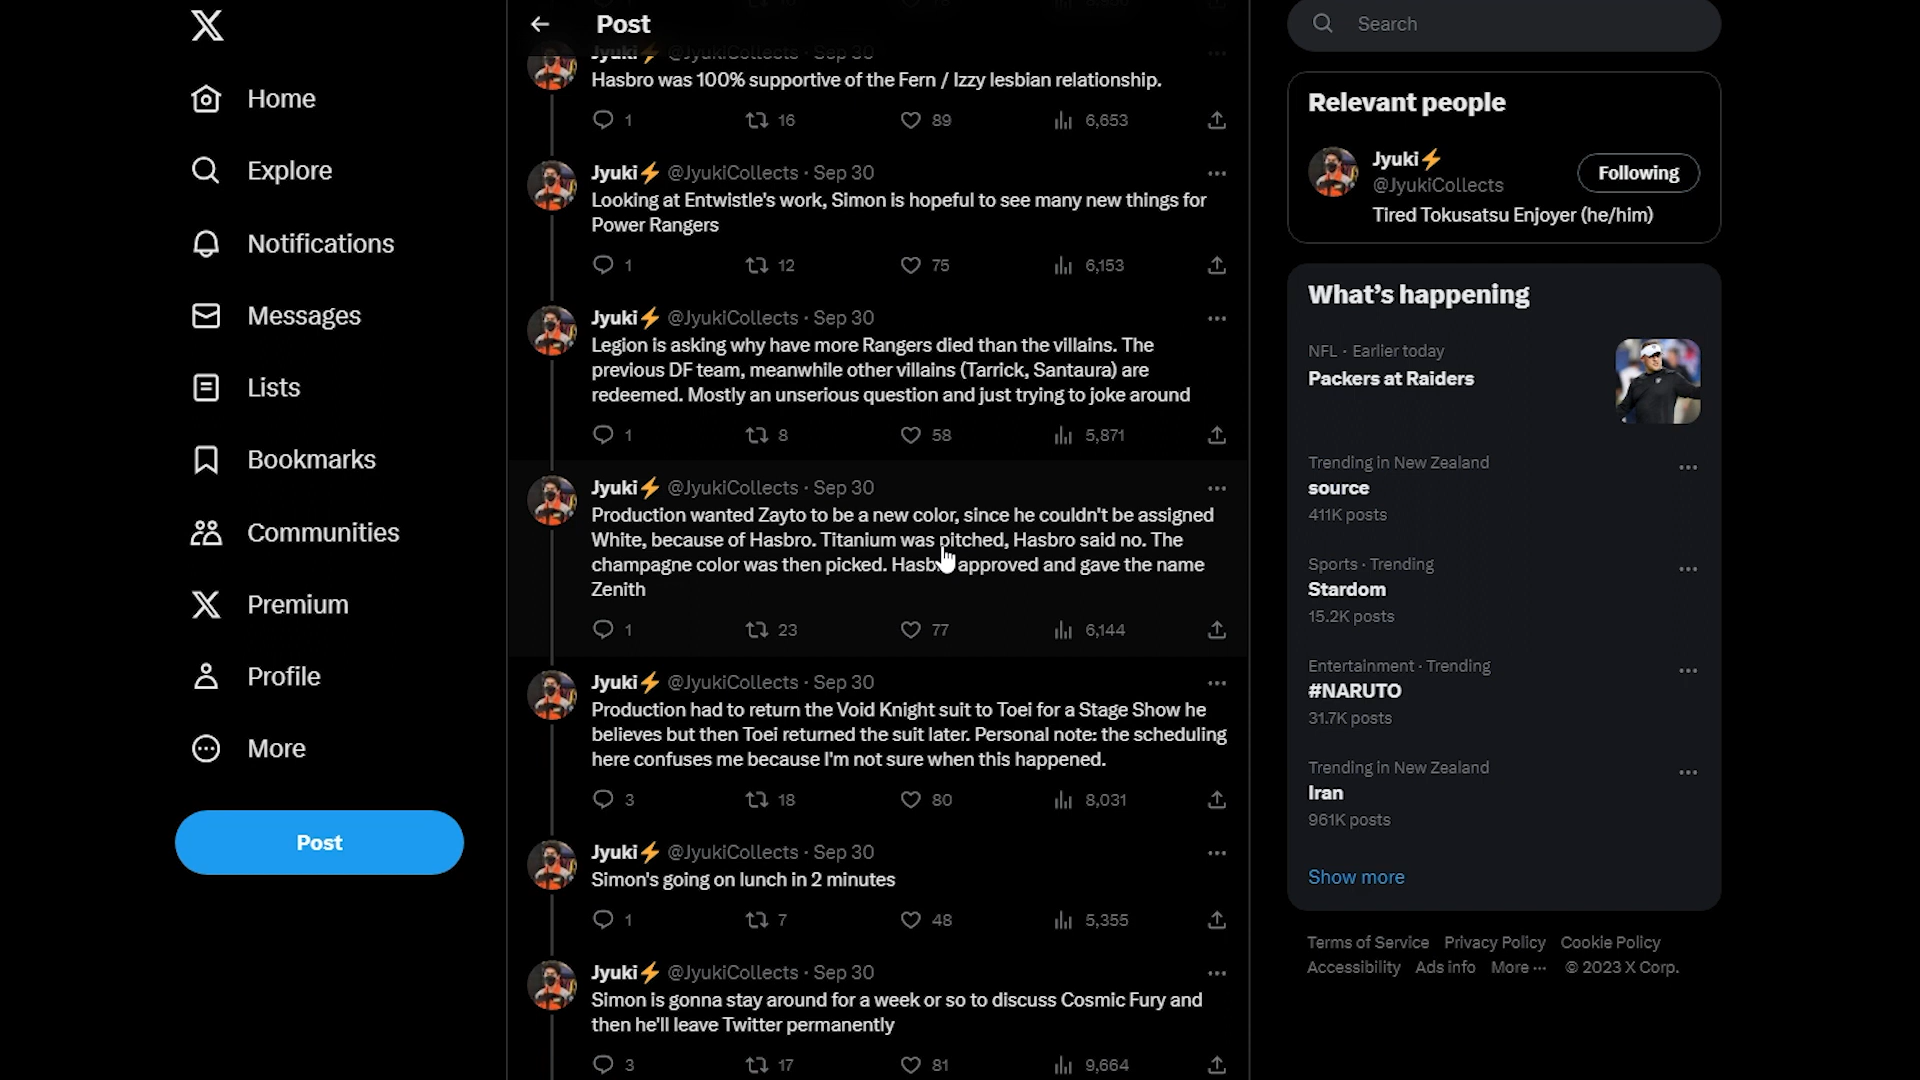 Home
Explore
Notifications
Messages
Lists
Bookmarks
Communities
Premium
Profile
More
Post
Post
Jyuki⚡ @JyukiCollects · Sep 30
Hasbro was 100% supportive of the Fern / Izzy lesbian relationship.
1 16 89 6,653
Jyuki⚡ @JyukiCollects · Sep 30
Looking at Entwistle's work, Simon is hopeful to see many new things for
Power Rangers
1 12 75 6,153
Jyuki⚡ @JyukiCollects · Sep 30
Legion is asking why have more Rangers died than the villains. The
previous DF team, meanwhile other villains (Tarrick, Santaura) are
redeemed. Mostly an unserious question and just trying to joke around
1 8 58 5,871
Jyuki⚡ @JyukiCollects · Sep 30
Production wanted Zayto to be a new color, since he couldn't be assigned
White, because of Hasbro. Titanium was pitched, Hasbro said no. The
champagne color was then picked. Hasbro approved and gave the name
Zenith
1 23 77 6,144
Jyuki⚡ @JyukiCollects · Sep 30
Production had to return the Void Knight suit to Toei for a Stage Show he
believes but then Toei returned the suit later. Personal note: the scheduling
here confuses me because I'm not sure when this happened.
3 18 80 8,031
Jyuki⚡ @JyukiCollects · Sep 30
Simon's going on lunch in 2 minutes
1 7 48 5,355
Jyuki⚡ @JyukiCollects · Sep 30
Simon is gonna stay around for a week or so to discuss Cosmic Fury and
then he'll leave Twitter permanently
3 17 81 9,664
Search
Relevant people
Jyuki⚡
@JyukiCollects
Following
Tired Tokusatsu Enjoyer (he/him)
What's happening
NFL · Earlier today
Packers at Raiders
Trending in New Zealand
source
411K posts
Sports · Trending
Stardom
15.2K posts
Entertainment · Trending
#NARUTO
31.7K posts
Trending in New Zealand
Iran
961K posts
Show more
Terms of Service Privacy Policy Cookie Policy
Accessibility Ads info More ··· © 2023 X Corp.